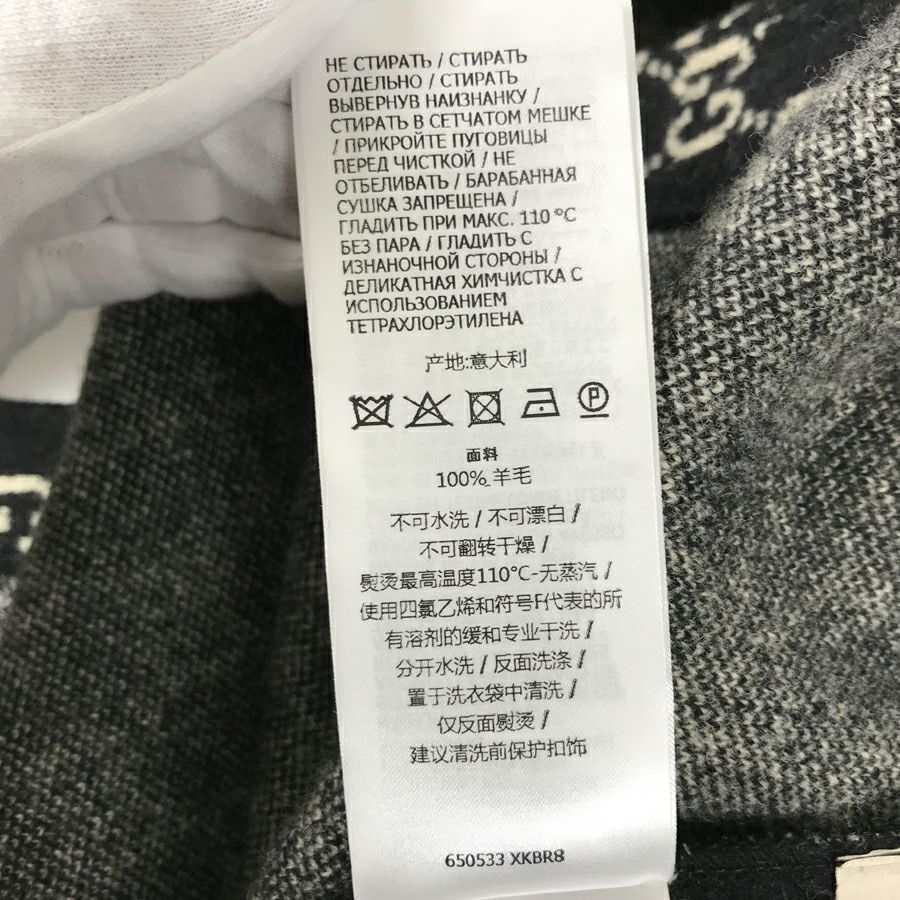 НЕ СТИРАТЬ / СТИРАТЬ
ОТДЕЛЬНО / СТИРАТЬ
ВЫВЕРНУВ НАИЗНАНКУ /
СТИРАТЬ В СЕТЧАТОМ МЕШКЕ
/ ПРИКРОЙТЕ ПУГОВИЦЫ
ПЕРЕД ЧИСТКОЙ / НЕ
ОТБЕЛИВАТЬ / БАРАБАННАЯ
СУШКА ЗАПРЕЩЕНА /
ГЛАДИТЬ ПРИ МАКС. 110 °C
БЕЗ ПАРА / ГЛАДИТЬ С
ИЗНАНОЧНОЙ СТОРОНЫ /
ДЕЛИКАТНАЯ ХИМЧИСТКА С
ИСПОЛЬЗОВАНИЕМ
ТЕТРАХЛОРЭТИЛЕНА
产地:意大利
P
面料
100%_羊毛
不可水洗 / 不可漂白 /
不可翻转干燥 /
熨烫最高温度110°C-无蒸汽 /
使用四氯乙烯和符号F代表的所
有溶剂的缓和专业干洗 /
分开水洗 / 反面洗涤 /
置于洗衣袋中清洗 /
仅反面熨烫 /
建议清洗前保护扣饰
650533 XKBR8